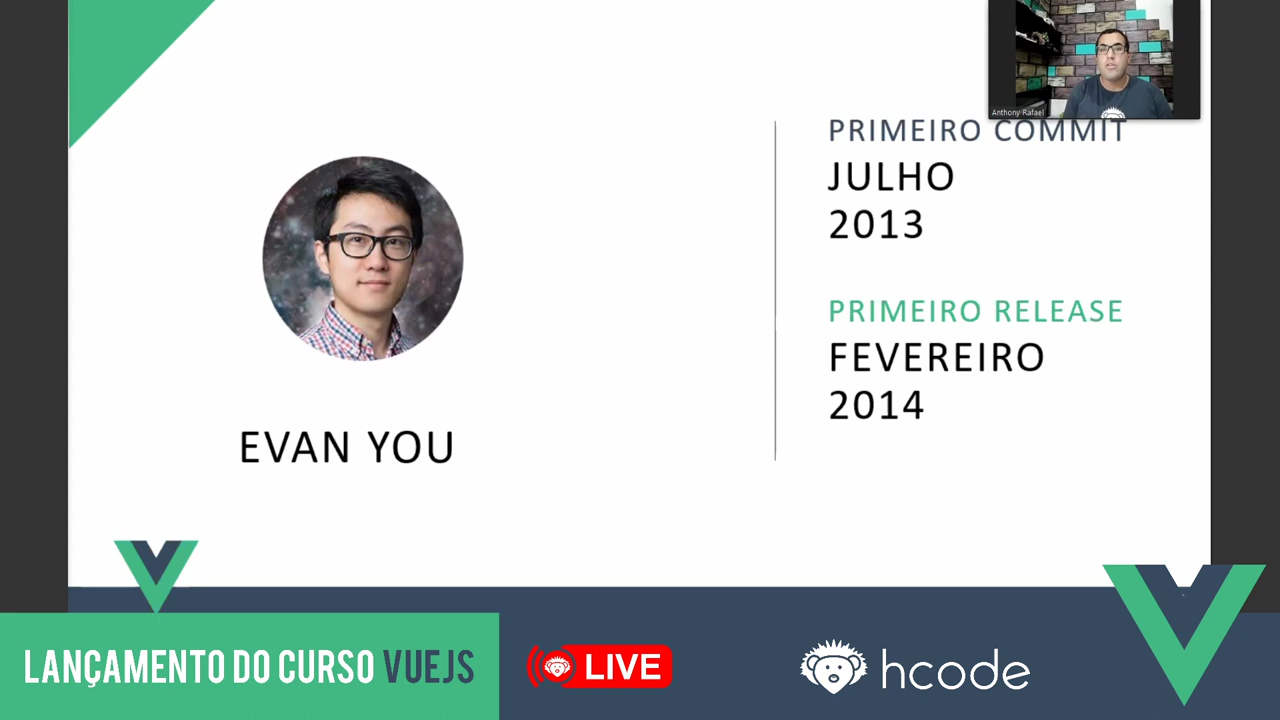 Anthony Rafael
PRIMEIRO COMMIT
JULHO
2013
PRIMEIRO RELEASE
FEVEREIRO
2014
EVAN YOU
LANÇAMENTO DO CURSO VUEJS
LIVE
hcode